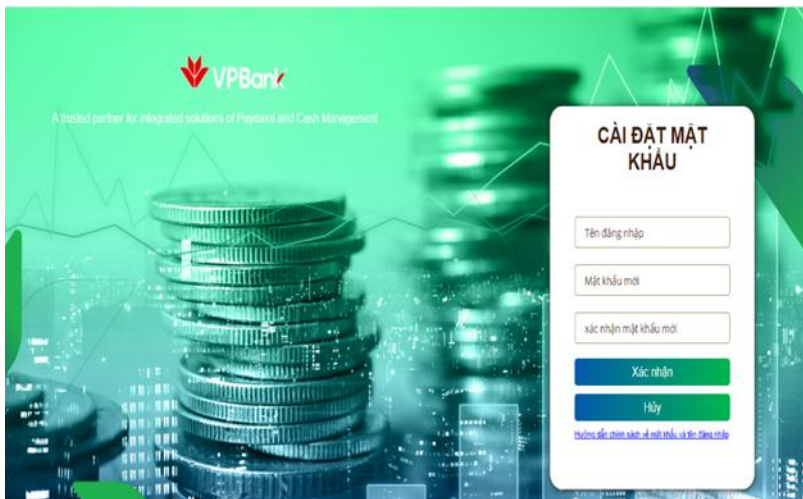 VPBank
A trusted partner for integrated solutions of Payment and Cash Management
CÀI ĐẶT MẬT
KHẨU
Tên đăng nhập
Mật khẩu mới
xác nhận mật khẩu mới
Xác nhận
Hủy
Hướng dẫn chính sách về mật khẩu và tên đăng nhập